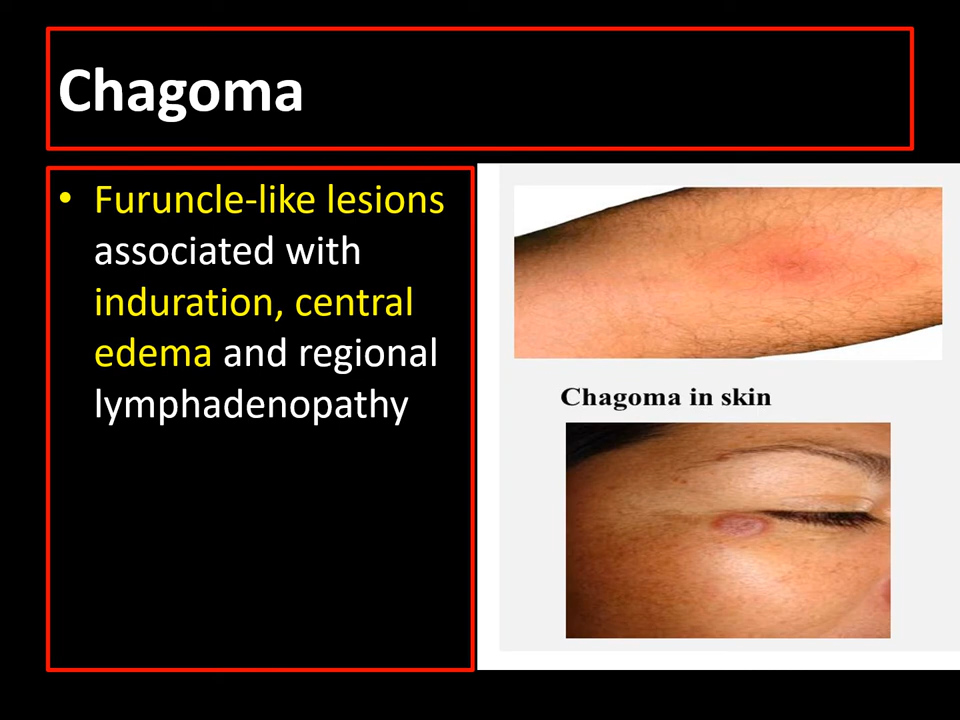 Chagoma
• Furuncle-like lesions
associated with
induration, central
edema and regional
lymphadenopathy
Chagoma in skin